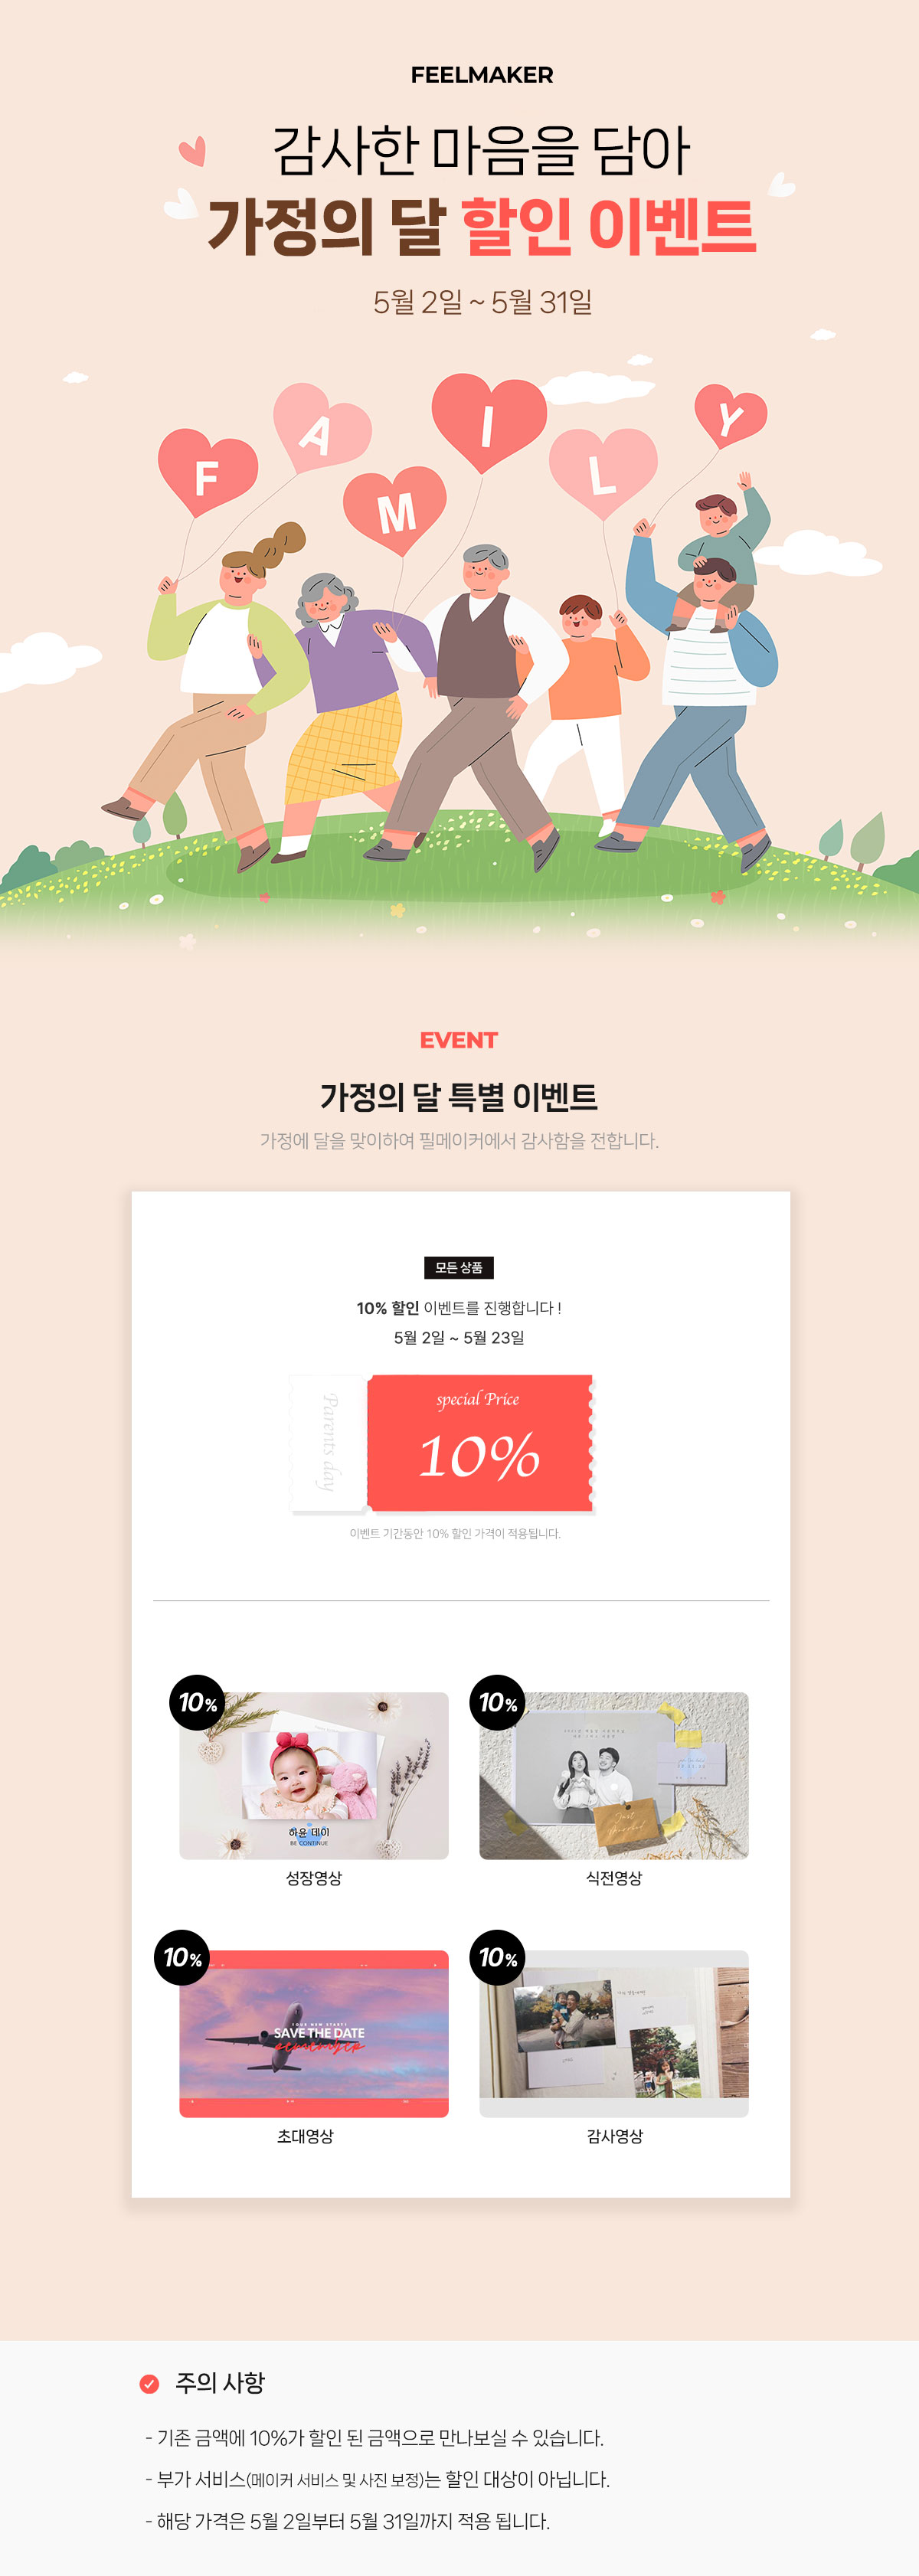 FEELMAKER
감사한 마음을 담아
가정의 달 할인 이벤트
5월 2일 ~ 5월 31일
F
A
M
I
L
Y
EVENT
가정의 달 특별 이벤트
가정에 달을 맞이하여 필메이커에서 감사함을 전합니다.
모든 상품
10% 할인 이벤트를 진행합니다 !
5월 2일 ~ 5월 23일
Parents day
special Price
10%
이벤트 기간동안 10% 할인 가격이 적용됩니다.
10%
하윤 데이
BE CONTINUE
성장영상
10%
식전영상
10%
SAVE THE DATE
remember
초대영상
10%
감사영상
주의 사항
- 기존 금액에 10%가 할인 된 금액으로 만나보실 수 있습니다.
- 부가 서비스(메이커 서비스 및 사진 보정)는 할인 대상이 아닙니다.
- 해당 가격은 5월 2일부터 5월 31일까지 적용 됩니다.